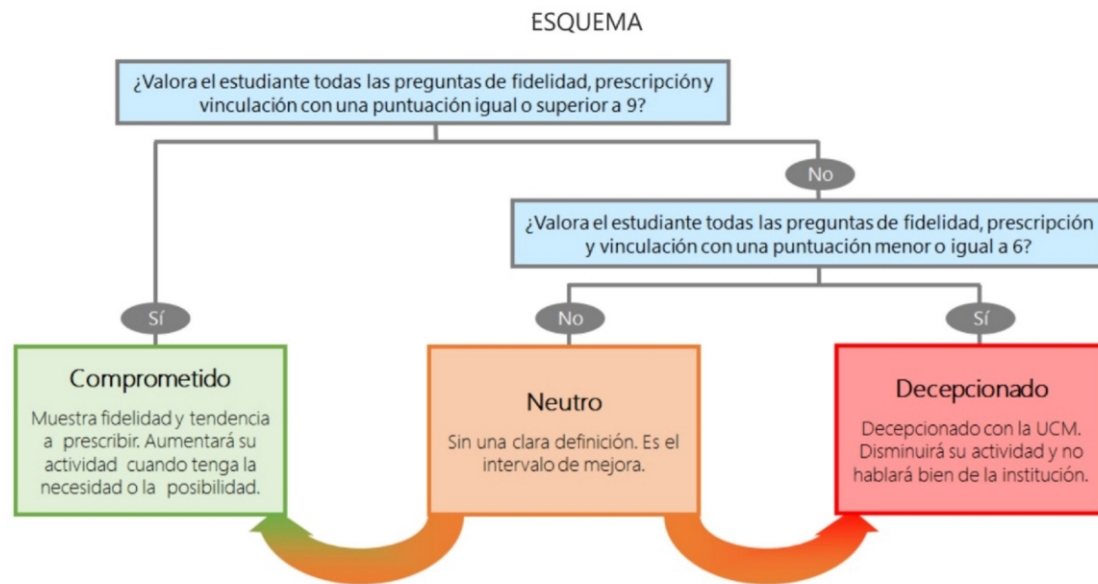 ESQUEMA
¿Valora el estudiante todas las preguntas de fidelidad, prescripción y
vinculación con una puntuación igual o superior a 9?
No
¿Valora el estudiante todas las preguntas de fidelidad, prescripción
y vinculación con una puntuación menor o igual a 6?
Sí
No
Sí
Comprometido
Muestra fidelidad y tendencia
a prescribir. Aumentará su
actividad cuando tenga la
necesidad o la posibilidad.
Neutro
Sin una clara definición. Es el
intervalo de mejora.
Decepcionado
Decepcionado con la UCM.
Disminuirá su actividad y no
hablará bien de la institución.